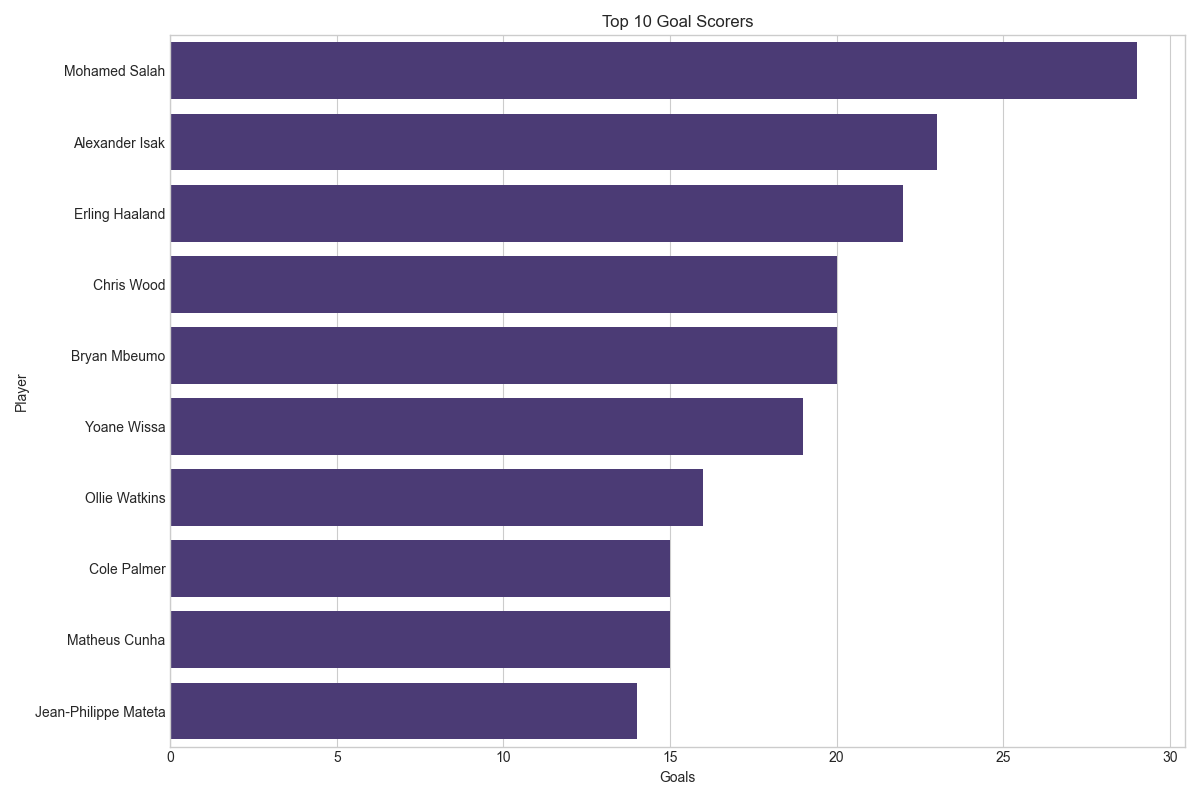 Top 10 Goal Scorers
Player
Mohamed Salah
Alexander Isak
Erling Haaland
Chris Wood
Bryan Mbeumo
Yoane Wissa
Ollie Watkins
Cole Palmer
Matheus Cunha
Jean-Philippe Mateta
0 5 10 15 20 25 30
Goals